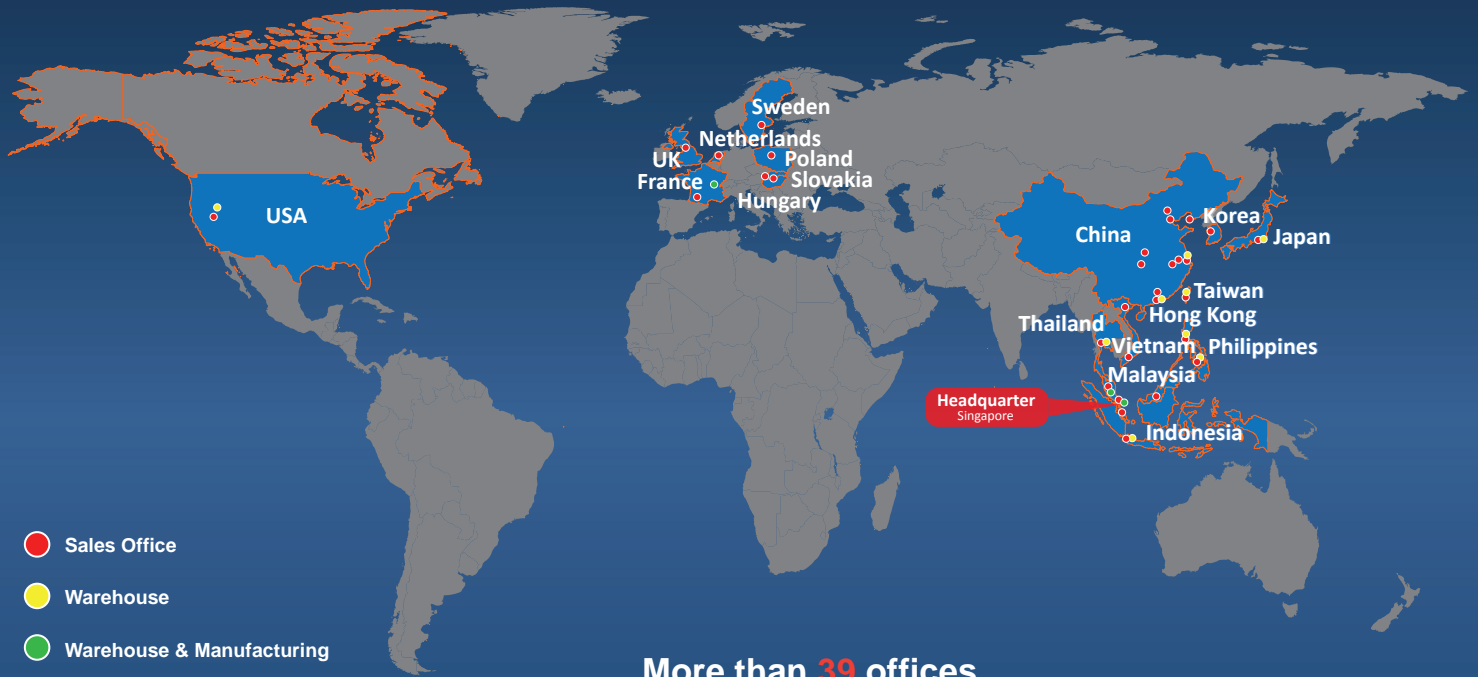 Sweden
Netherlands
UK
Poland
France
Slovakia
Hungary
USA
Korea
China
Japan
Taiwan
Hong Kong
Thailand
Vietnam
Philippines
Malaysia
Headquarter
Singapore
Indonesia
Sales Office
Warehouse
Warehouse & Manufacturing
More than 39 offices